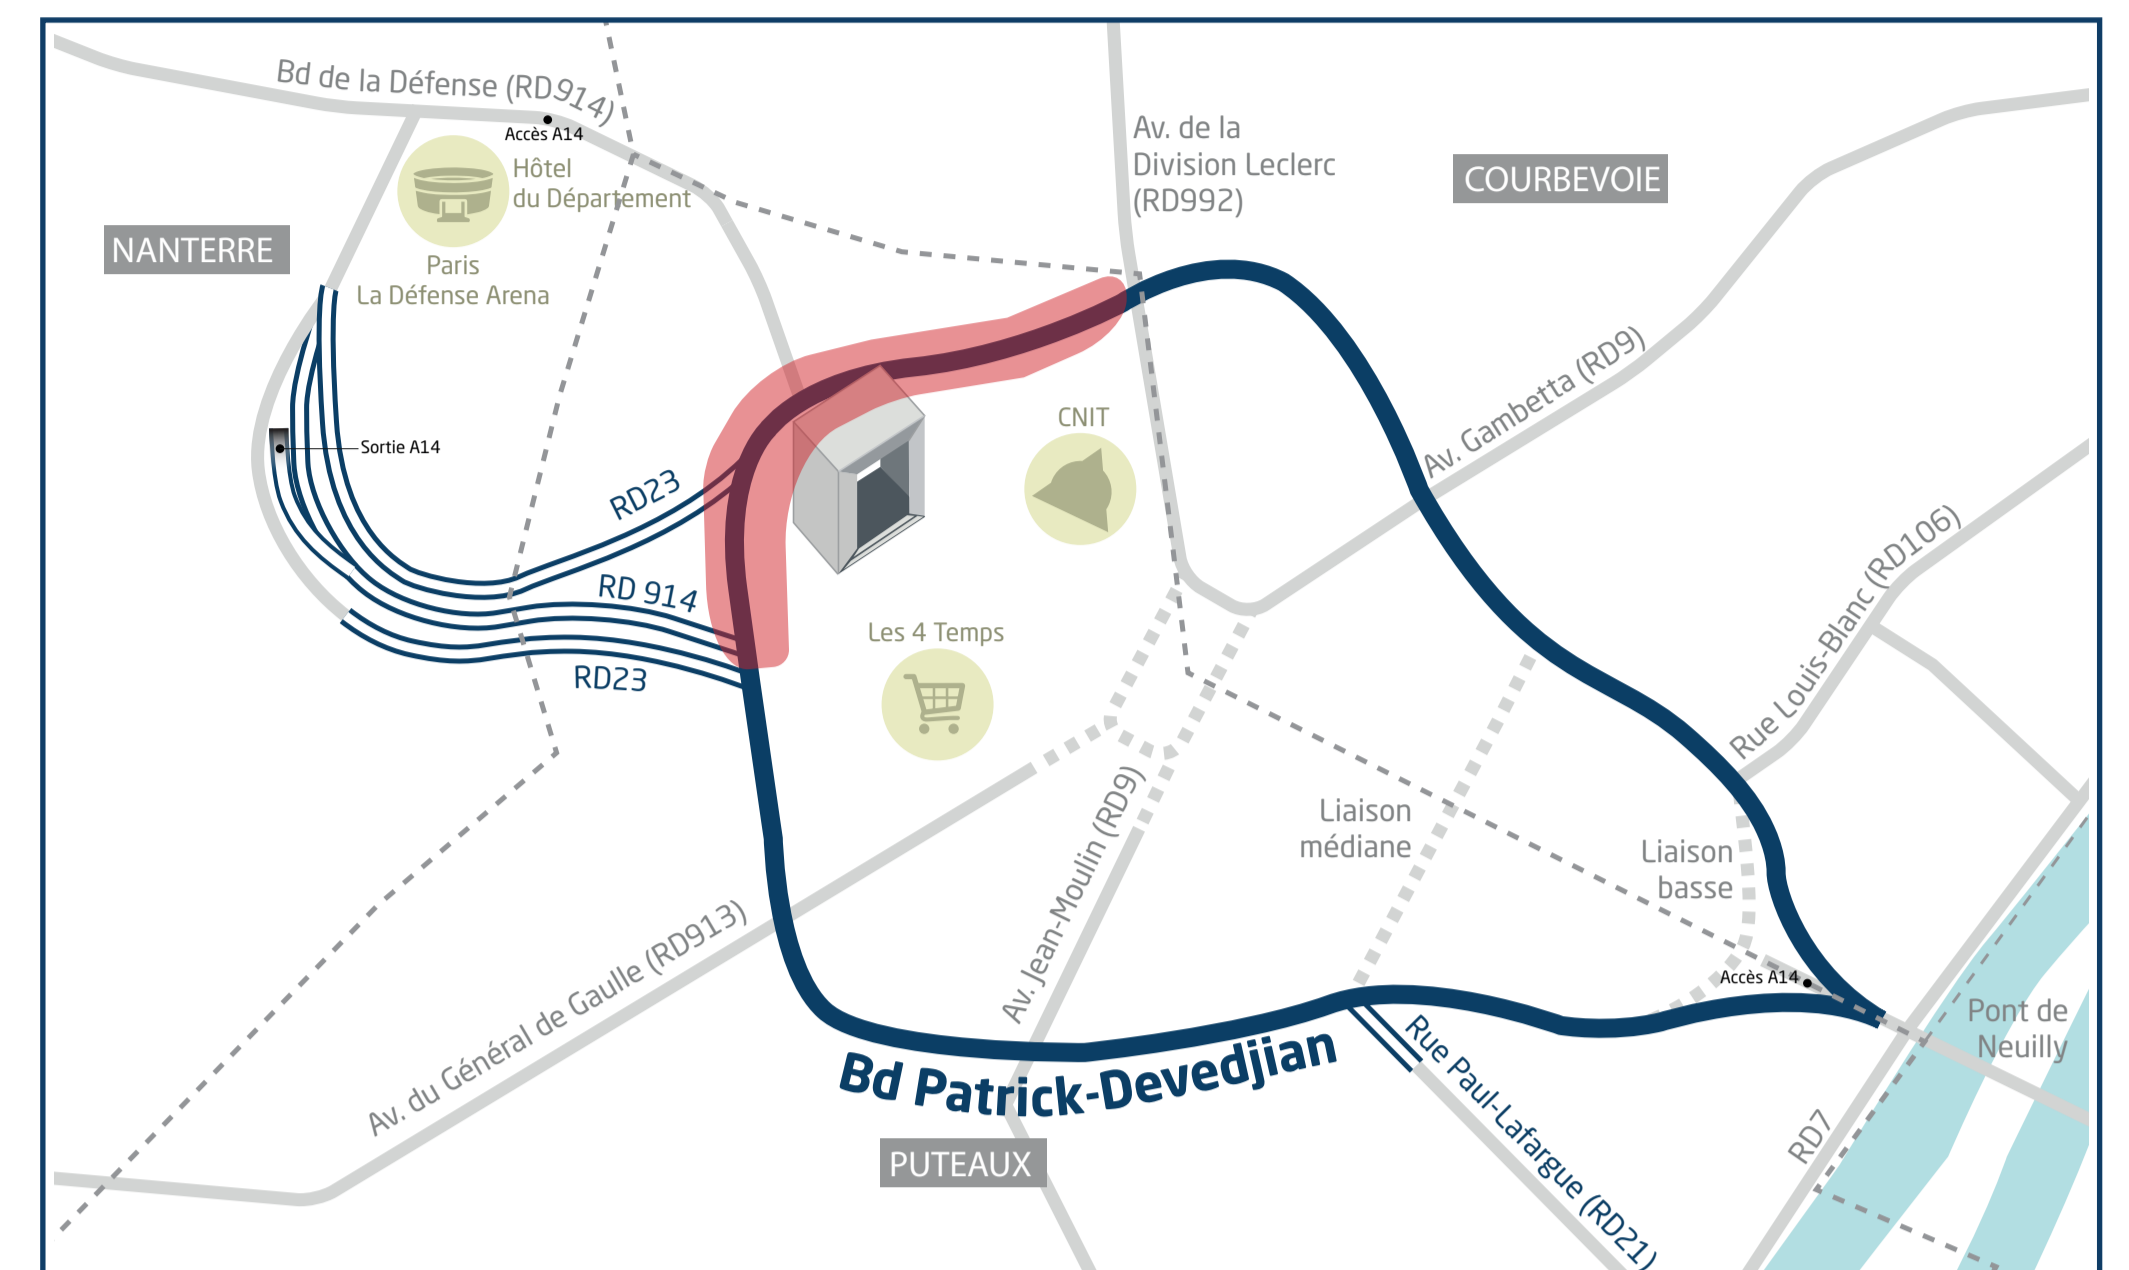 Bd de la Défense (RD914)
Accès A14
Hôtel
du Département
Av. de la
Division Leclerc
(RD992)
COURBEVOIE
NANTERRE
Paris
La Défense Arena
Av. Gambetta (RD9)
CNIT
Sortie A14
RD23
RD 914
Les 4 Temps
RD23
Rue Louis-Blanc (RD106)
Liaison
médiane
Liaison
basse
Av. Jean-Moulin (RD9)
Av. du Général de Gaulle (RD913)
Accès A14
Pont de
Neuilly
Bd Patrick-Devedjian
Rue Paul-Lafargue (RD21)
RD7
PUTEAUX